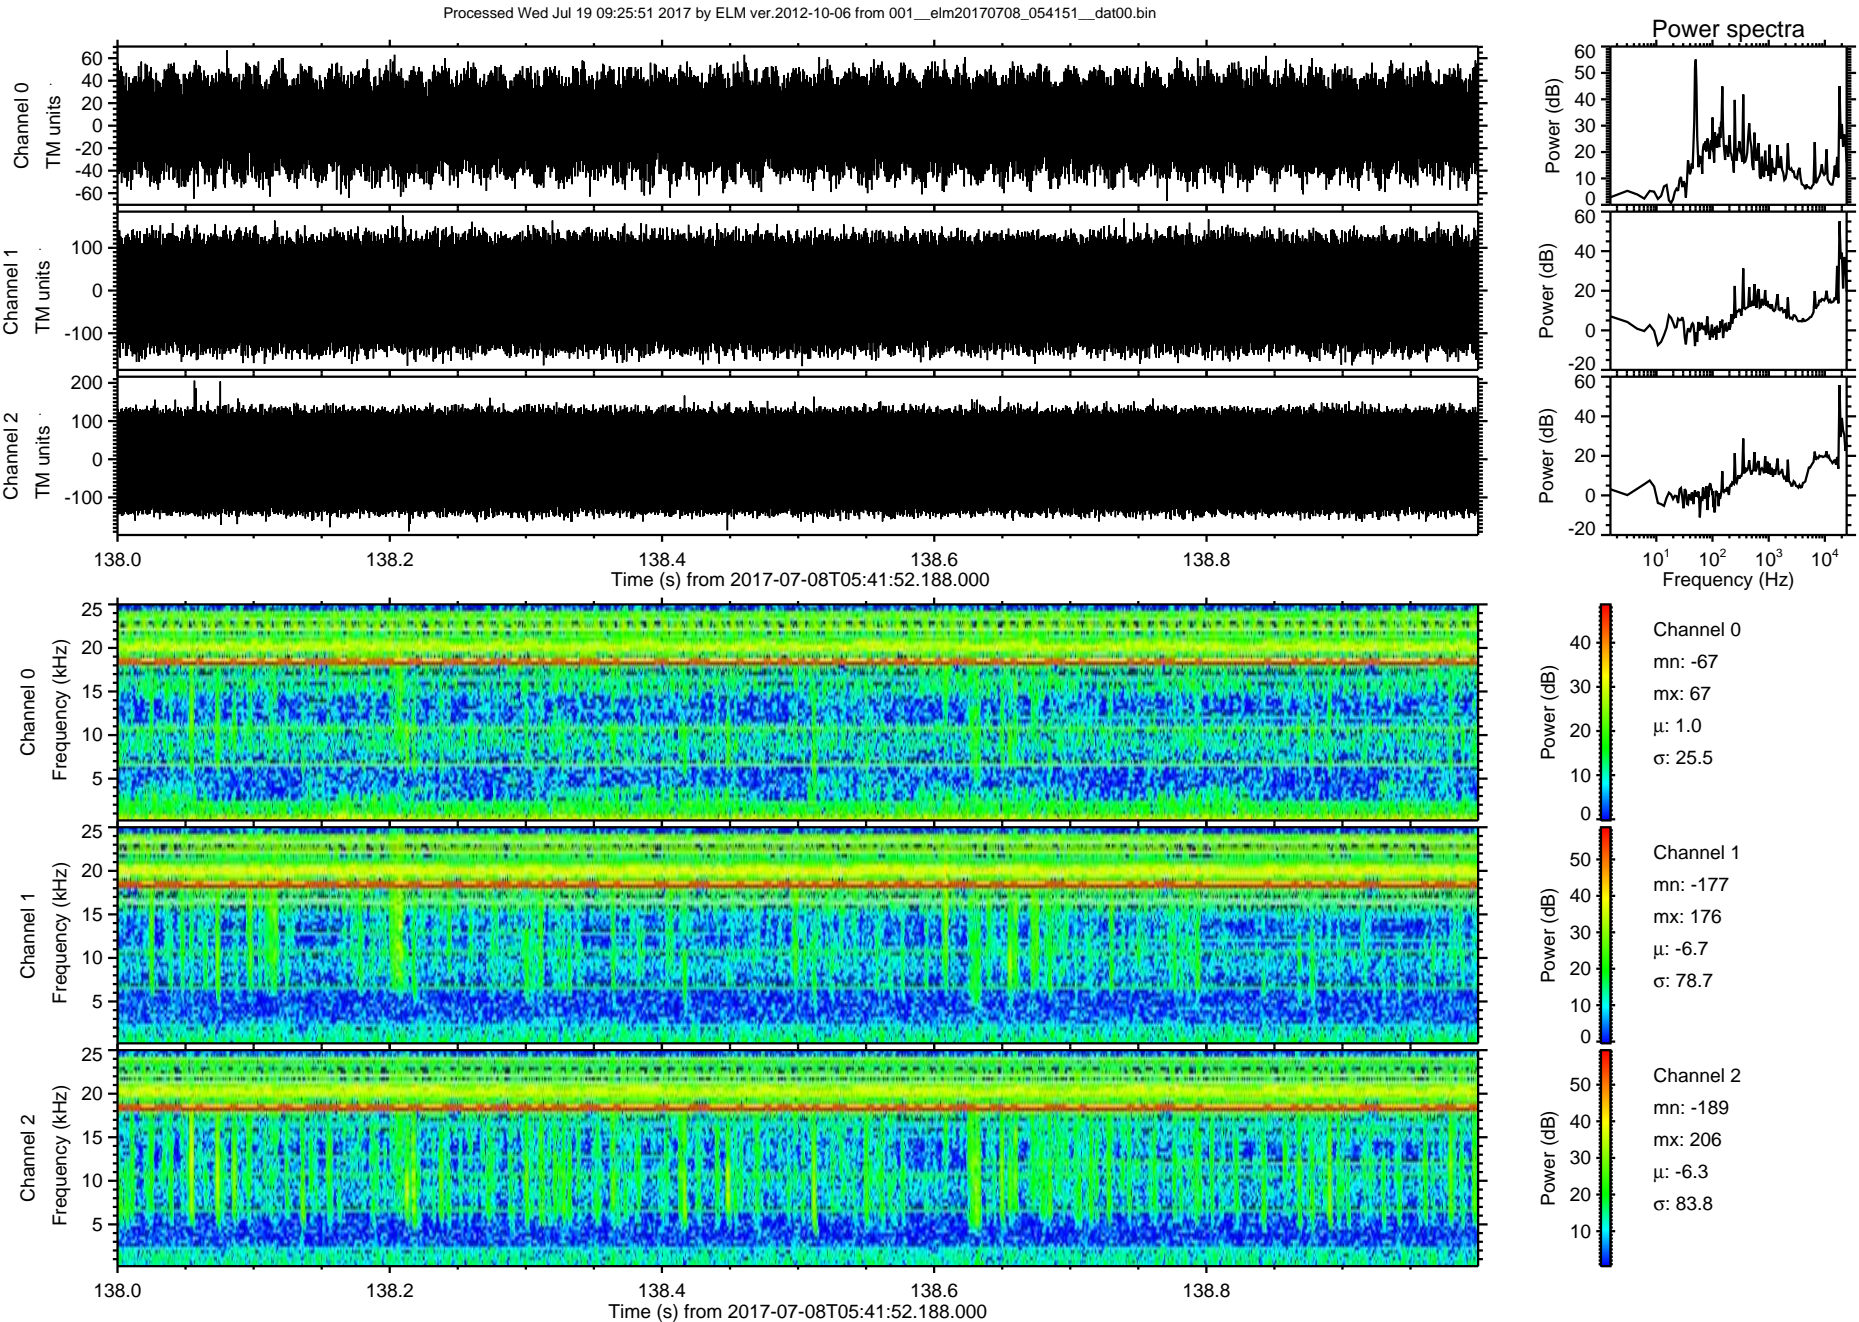 Processed Wed Jul 19 09:25:51 2017 by ELM ver.2012-10-06 from 001__elm20170708_054151__dat00.bin
Power spectra
Channel 0
TM units
60
40
20
0
-20
-40
-60
Power (dB)
60
50
40
30
20
10
0
Channel 1
TM units
100
0
-100
Power (dB)
60
40
20
0
-20
Channel 2
TM units
200
100
0
-100
Power (dB)
60
40
20
0
-20
138.0 138.2 138.4 138.6 138.8
Time (s) from 2017-07-08T05:41:52.188.000
10¹ 10² 10³ 10⁴
Frequency (Hz)
Channel 0
Frequency (kHz)
25
20
15
10
5
Power (dB)
40
30
20
10
0
Channel 0
mn: -67
mx: 67
μ: 1.0
σ: 25.5
Channel 1
Frequency (kHz)
25
20
15
10
5
Power (dB)
50
40
30
20
10
0
Channel 1
mn: -177
mx: 176
μ: -6.7
σ: 78.7
Channel 2
Frequency (kHz)
25
20
15
10
5
Power (dB)
50
40
30
20
10
Channel 2
mn: -189
mx: 206
μ: -6.3
σ: 83.8
138.0 138.2 138.4 138.6 138.8
Time (s) from 2017-07-08T05:41:52.188.000